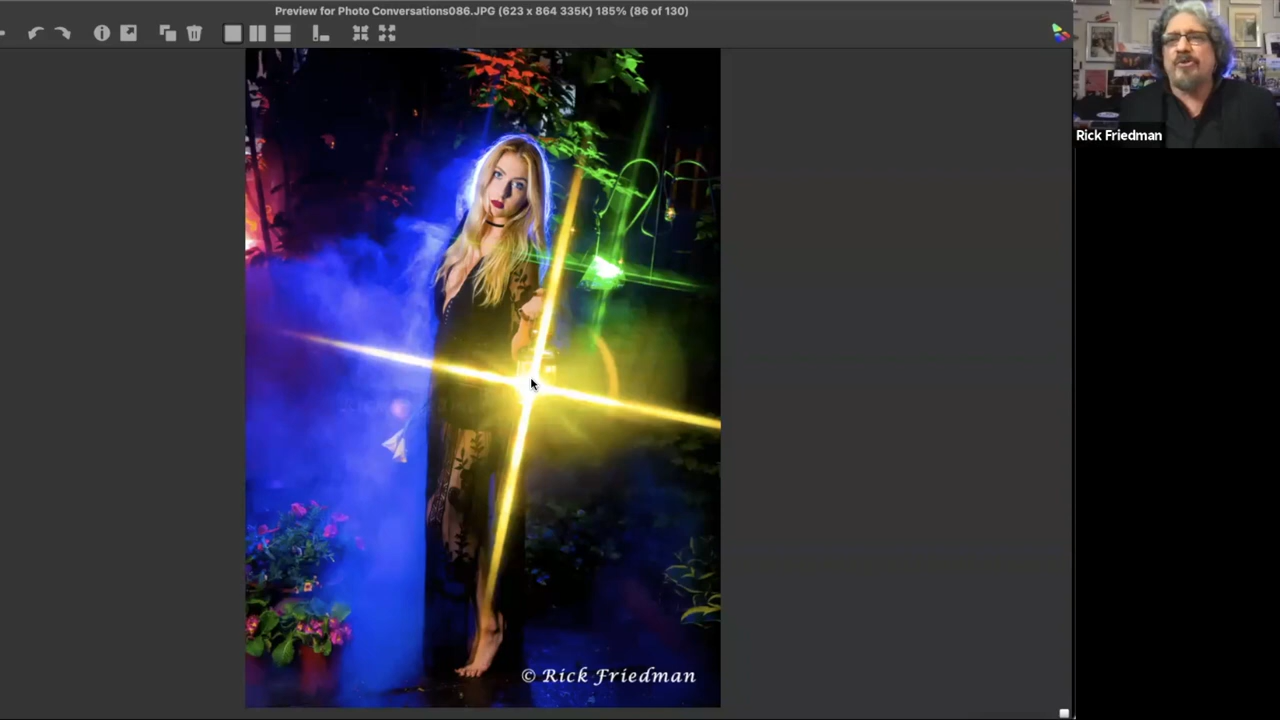 Preview for Photo Conversations086.JPG (623 x 864 335K) 185% (86 of 130)
Rick Friedman
© Rick Friedman